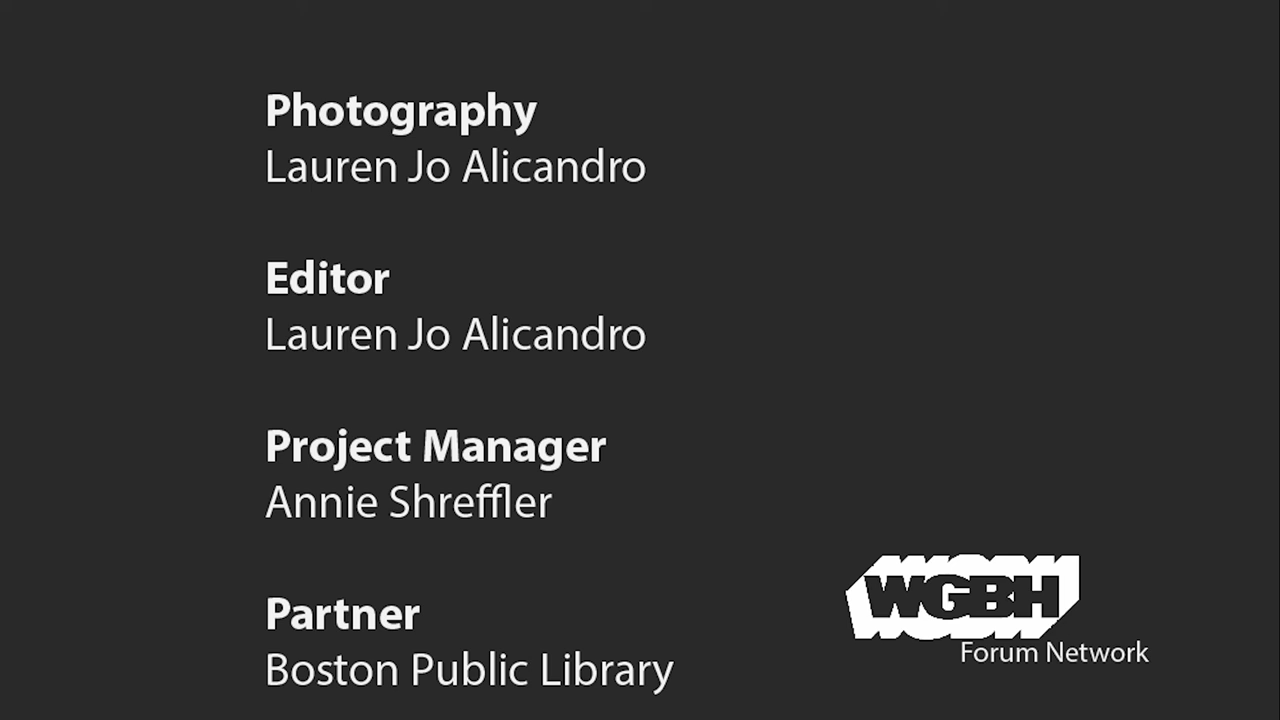 Photography
Lauren Jo Alicandro
Editor
Lauren Jo Alicandro
Project Manager
Annie Shreffler
Partner
Boston Public Library
WGBH
Forum Network